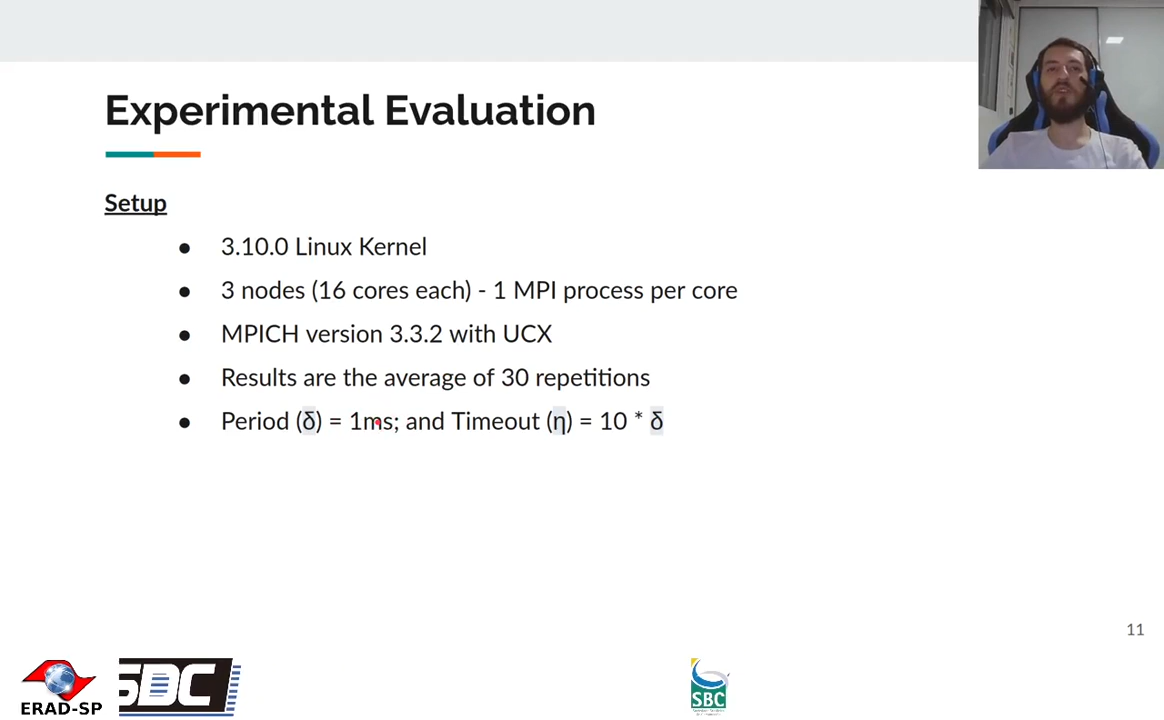 Experimental Evaluation
Setup
● 3.10.0 Linux Kernel
● 3 nodes (16 cores each) - 1 MPI process per core
● MPICH version 3.3.2 with UCX
● Results are the average of 30 repetitions
● Period (δ) = 1ms; and Timeout (η) = 10 * δ
11
ERAD-SP
SDC
SBC